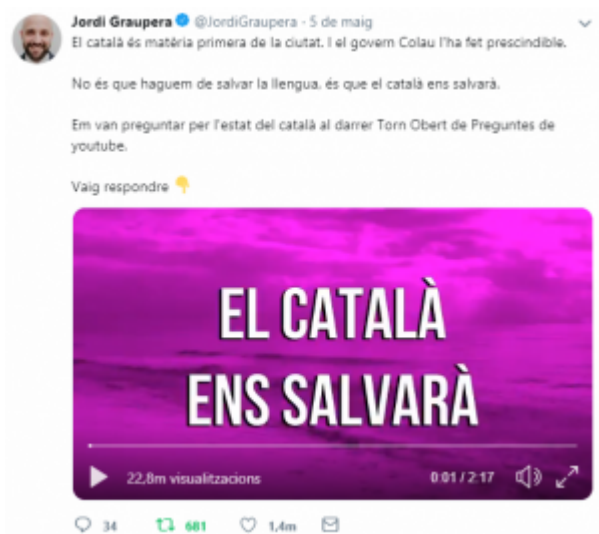 Jordi Graupera @JordiGraupera · 5 de maig
El català és matèria primera de la ciutat. I el govern Colau l'ha fet prescindible.
No és que haguem de salvar la llengua, és que el català ens salvarà.
Em van preguntar per l'estat del català al darrer Torn Obert de Preguntes de
youtube.
Vaig respondre 👇
EL CATALÀ
ENS SALVARÀ
22,8m visualitzacions 0:01 / 2:17
34 681 1,4m